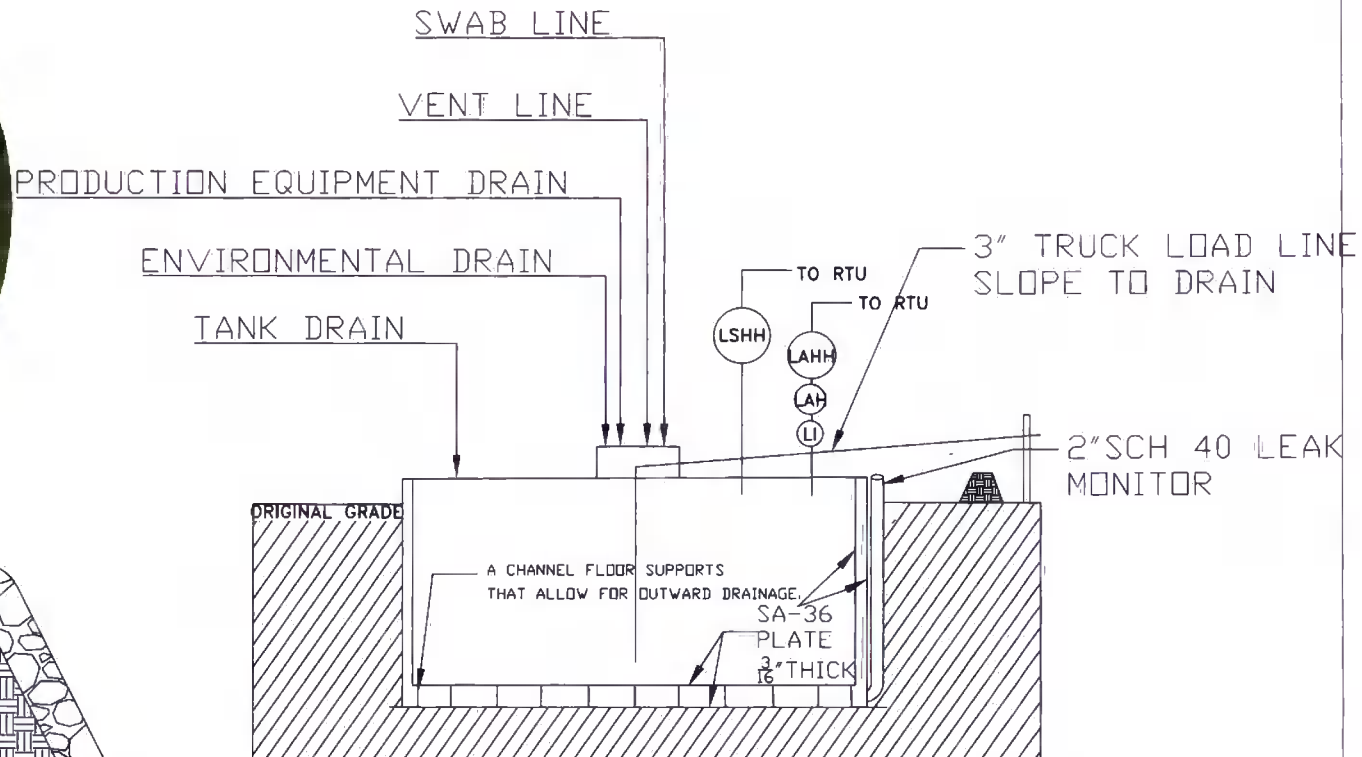 SWAB LINE
VENT LINE
PRODUCTION EQUIPMENT DRAIN
ENVIRONMENTAL DRAIN
TANK DRAIN
3" TRUCK LOAD LINE
SLOPE TO DRAIN
TO RTU
TO RTU
LSHH
LAHH
LAH
LI
2"SCH 40 LEAK
MONITOR
ORIGINAL GRADE
A CHANNEL FLOOR SUPPORTS
THAT ALLOW FOR OUTWARD DRAINAGE.
SA-36
PLATE
3/16" THICK